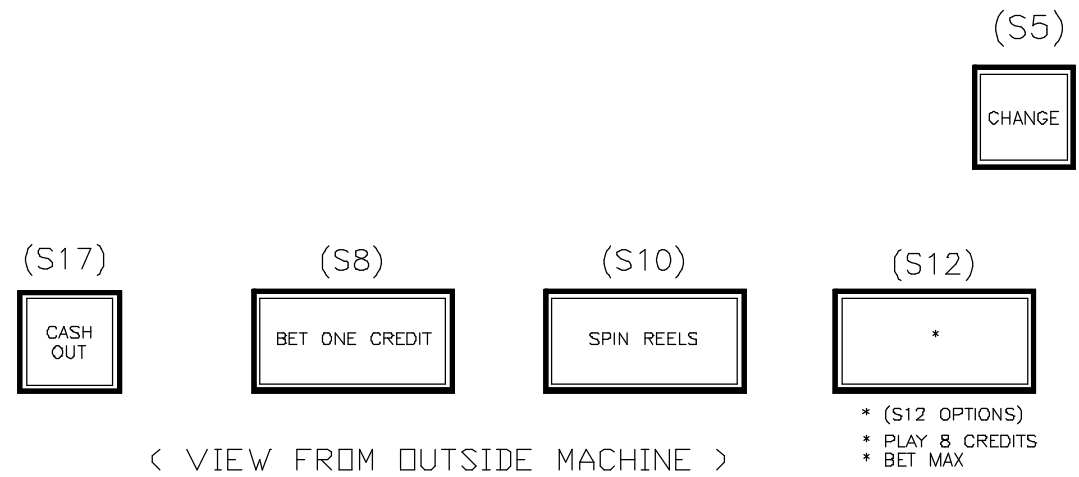 (S5)
CHANGE
(S17)
(S8)
(S10)
(S12)
CASH
OUT
BET ONE CREDIT
SPIN REELS
*
* (S12 OPTIONS)
* PLAY 8 CREDITS
* BET MAX
< VIEW FROM OUTSIDE MACHINE >